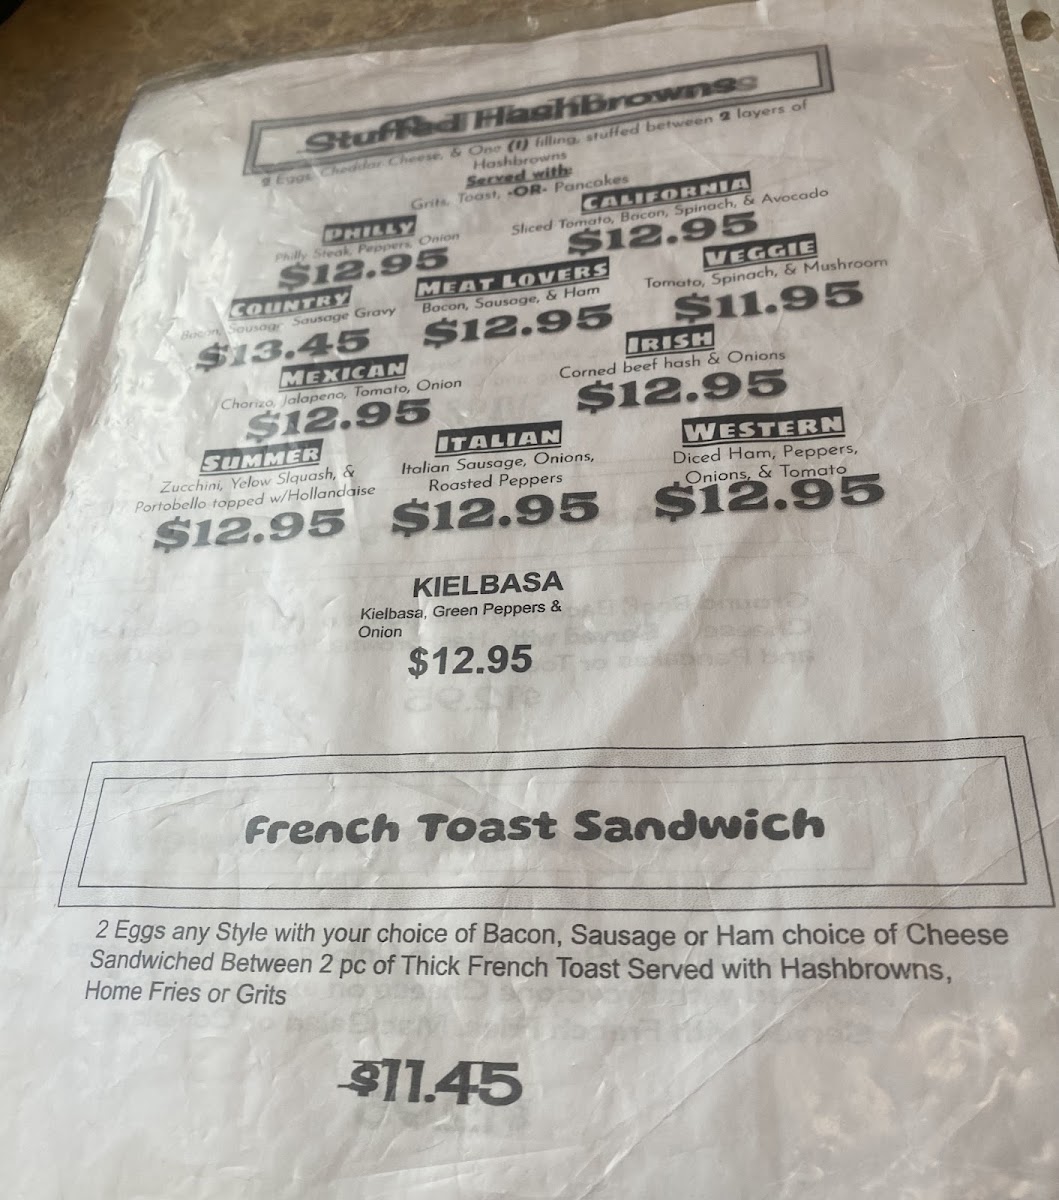 Stuffed Hashbrowns
2 Eggs, Cheddar Cheese, & One (1) filling, stuffed between 2 layers of
Hashbrowns
Served with:
Grits, Toast, -OR- Pancakes
PHILLY
Philly Steak, Peppers, Onion
$12.95
CALIFORNIA
Sliced Tomato, Bacon, Spinach, & Avocado
$12.95
COUNTRY
Bacon, Sausage, Sausage Gravy
$13.45
MEAT LOVERS
Bacon, Sausage, & Ham
$12.95
VEGGIE
Tomato, Spinach, & Mushroom
$11.95
MEXICAN
Chorizo, Jalapeno, Tomato, Onion
$12.95
IRISH
Corned beef hash & Onions
$12.95
SUMMER
Zucchini, Yelow Slquash, &
Portobello topped w/Hollandaise
$12.95
ITALIAN
Italian Sausage, Onions,
Roasted Peppers
$12.95
WESTERN
Diced Ham, Peppers,
Onions, & Tomato
$12.95
KIELBASA
Kielbasa, Green Peppers &
Onion
$12.95
French Toast Sandwich
2 Eggs any Style with your choice of Bacon, Sausage or Ham choice of Cheese
Sandwiched Between 2 pc of Thick French Toast Served with Hashbrowns,
Home Fries or Grits
$11.45